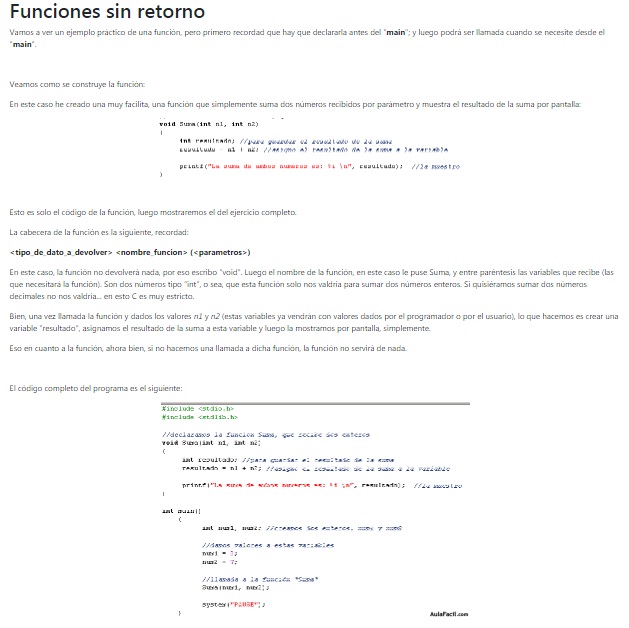 Funciones sin retorno
Vamos a ver un ejemplo práctico de una función, pero primero recordad que hay que declararla antes del "main"; y luego podrá ser llamada cuando se necesite desde el
"main".
Veamos como se construye la función:
En este caso he creado una muy facilita, una función que simplemente suma dos números recibidos por parámetro y muestra el resultado de la suma por pantalla:
void Suma(int n1, int n2)
{
int resultado; //para guardar el resultado de la suma
resultado = n1 + n2; //asigno el resultado de la suma a la variable
printf("La suma de ambos numeros es: %i \n", resultado); //la muestro
}
Esto es solo el código de la función, luego mostraremos el del ejercicio completo.
La cabecera de la función es la siguiente, recordad:
<tipo_de_dato_a_devolver> <nombre_funcion> (<parametros>)
En este caso, la función no devolverá nada, por eso escribo "void". Luego el nombre de la función, en este caso le puse Suma, y entre paréntesis las variables que recibe (las
que necesitará la función). Son dos números tipo "int", o sea, que esta función solo nos valdría para sumar dos números enteros. Si quisiéramos sumar dos números
decimales no nos valdría... en esto C es muy estricto.
Bien, una vez llamada la función y dados los valores n1 y n2 (estas variables ya vendrán con valores dados por el programador o por el usuario), lo que hacemos es crear una
variable "resultado", asignamos el resultado de la suma a esta variable y luego la mostramos por pantalla, simplemente.
Eso en cuanto a la función, ahora bien, si no hacemos una llamada a dicha función, la función no servirá de nada.
El código completo del programa es el siguiente:
#include <stdio.h>
#include <stdlib.h>
//declaramos la funcion Suma, que recibe dos enteros
void Suma(int n1, int n2)
{
int resultado; //para guardar el resultado de la suma
resultado = n1 + n2; //asigno el resultado de la suma a la variable
printf("La suma de ambos numeros es: %i \n", resultado); //la muestro
}
int main()
{
int num1, num2; //creamos dos enteros, num1 y num2
//damos valores a estas variables
num1 =
num2 = 7;
//llamada a la función "Suma"
Suma(num1, num2);
system("PAUSE");
}
AulaFacil.com